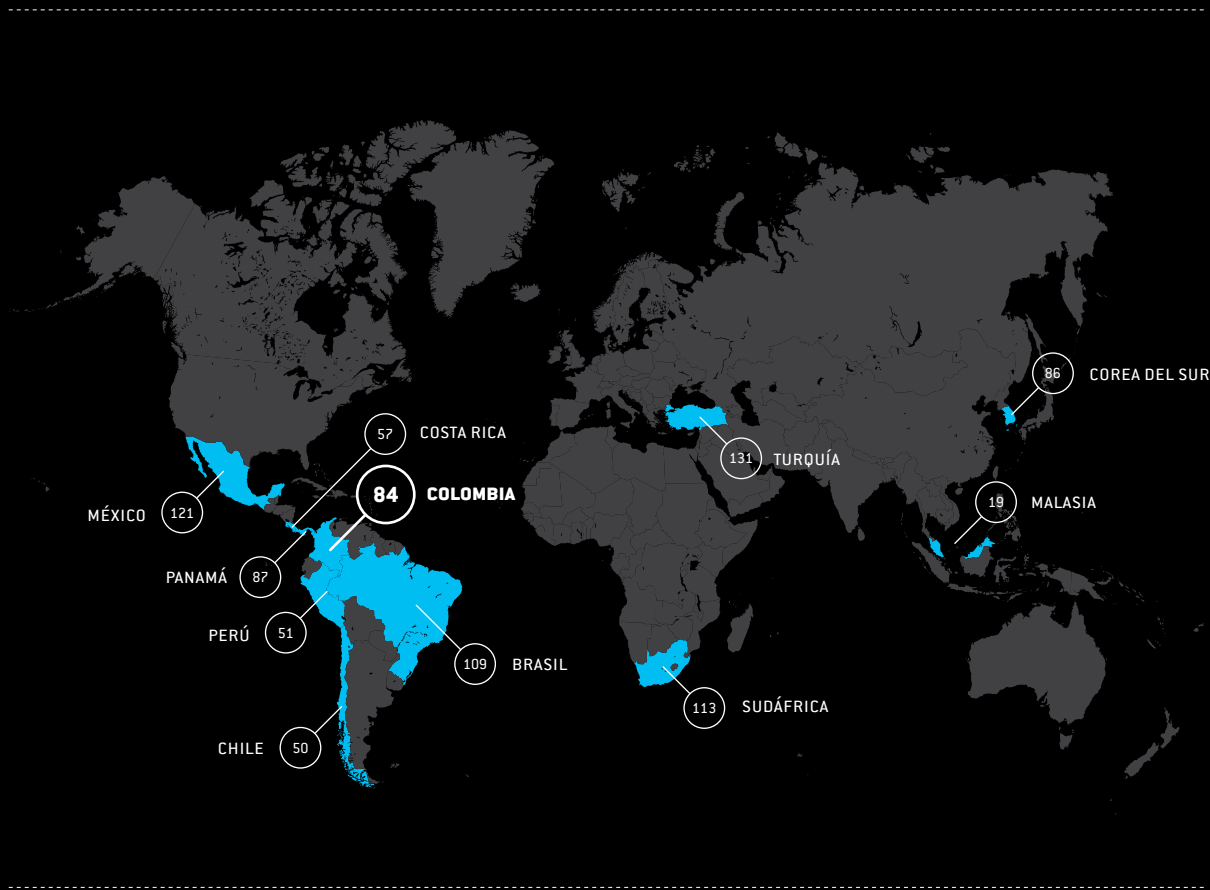 86 COREA DEL SUR
57 COSTA RICA
131 TURQUÍA
84 COLOMBIA
19 MALASIA
MÉXICO 121
PANAMÁ 87
PERÚ 51
109 BRASIL
113 SUDÁFRICA
CHILE 50